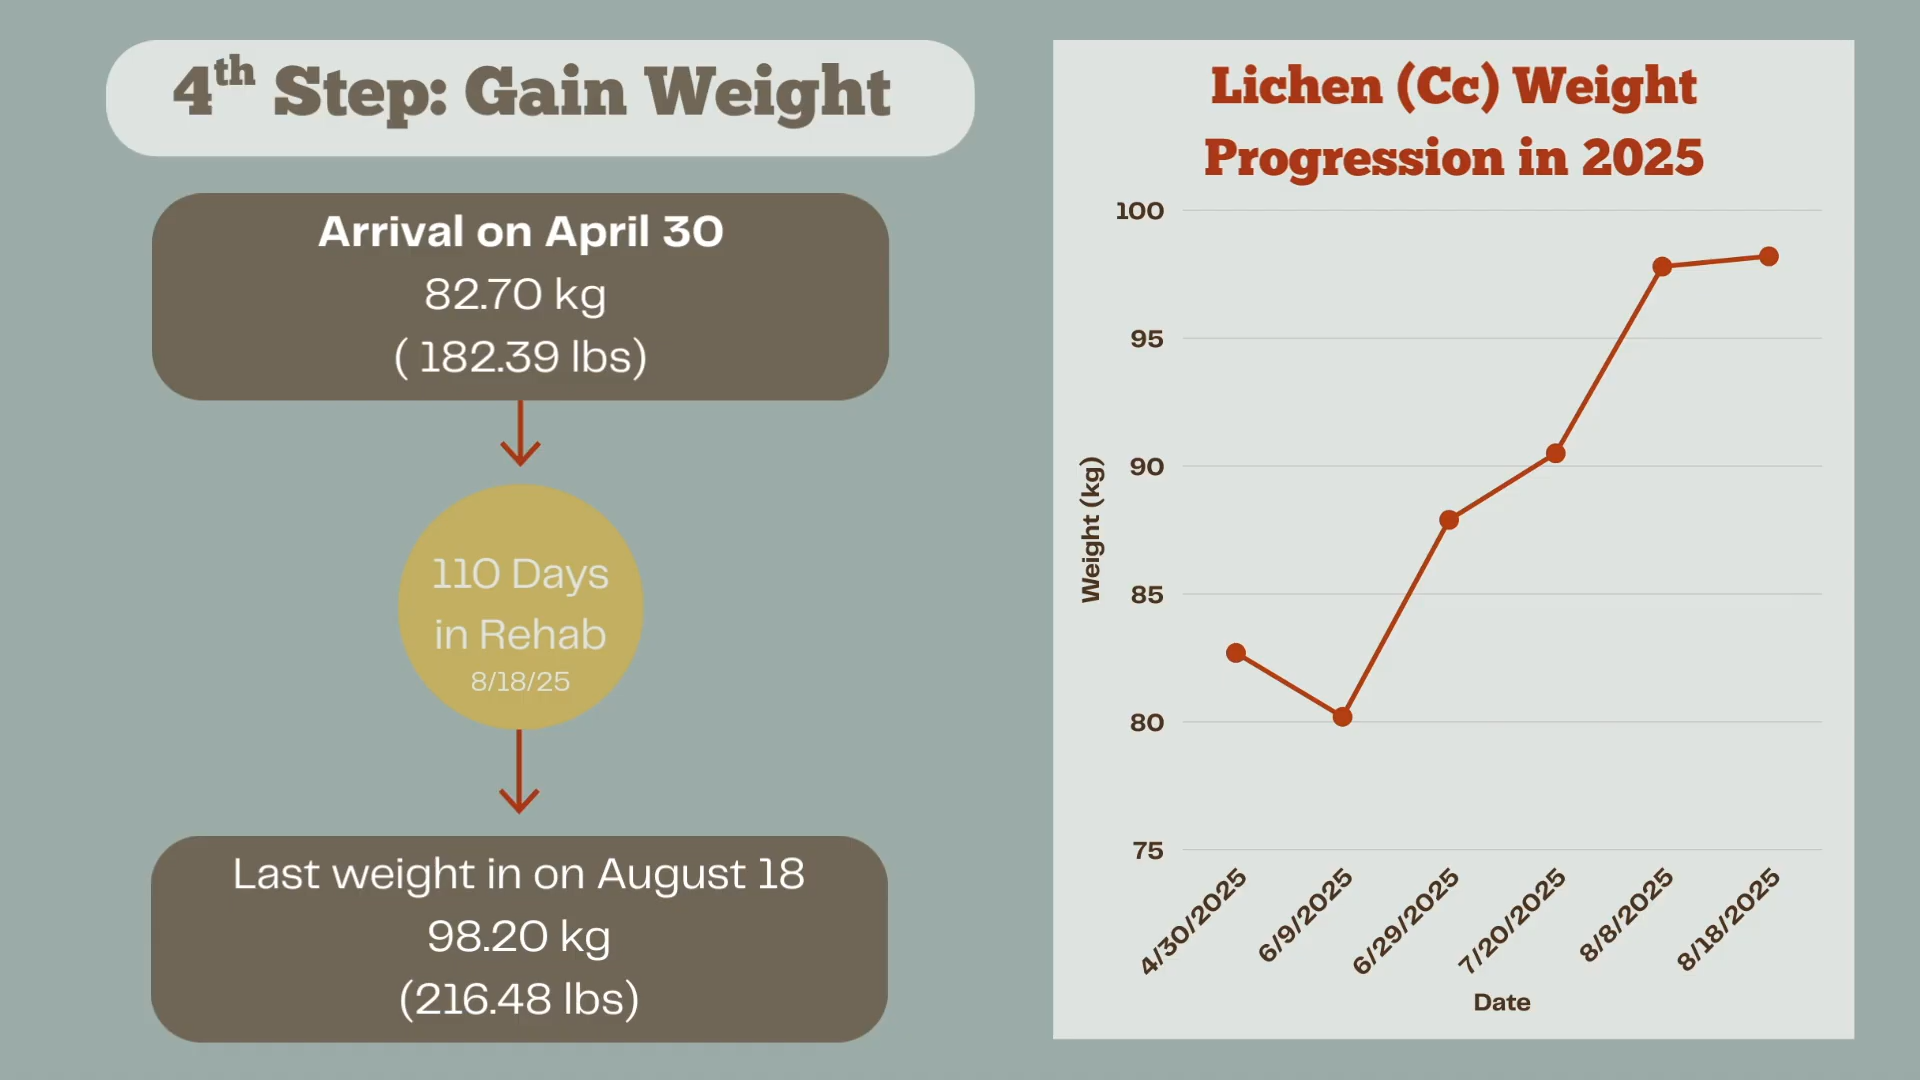 4th Step: Gain Weight
Arrival on April 30
82.70 kg
( 182.39 lbs)
110 Days
in Rehab
8/18/25
Last weight in on August 18
98.20 kg
(216.48 lbs)
Lichen (Cc) Weight
Progression in 2025
100
95
90
85
80
75
Weight (kg)
4/30/2025
6/9/2025
6/29/2025
7/20/2025
8/8/2025
8/18/2025
Date